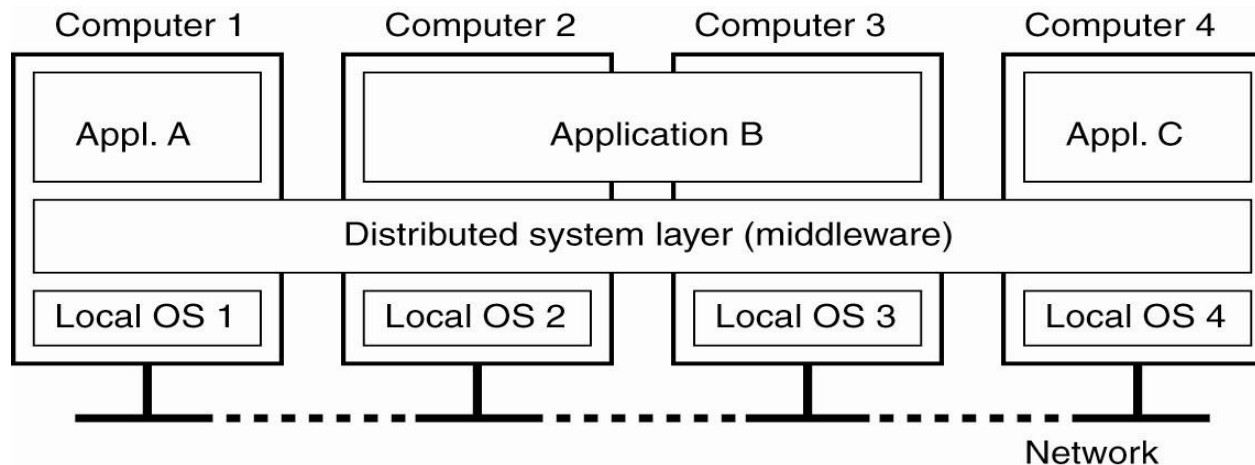 Computer 1
Computer 2
Computer 3
Computer 4
Appl. A
Application B
Appl. C
Distributed system layer (middleware)
Local OS 1
Local OS 2
Local OS 3
Local OS 4
Network